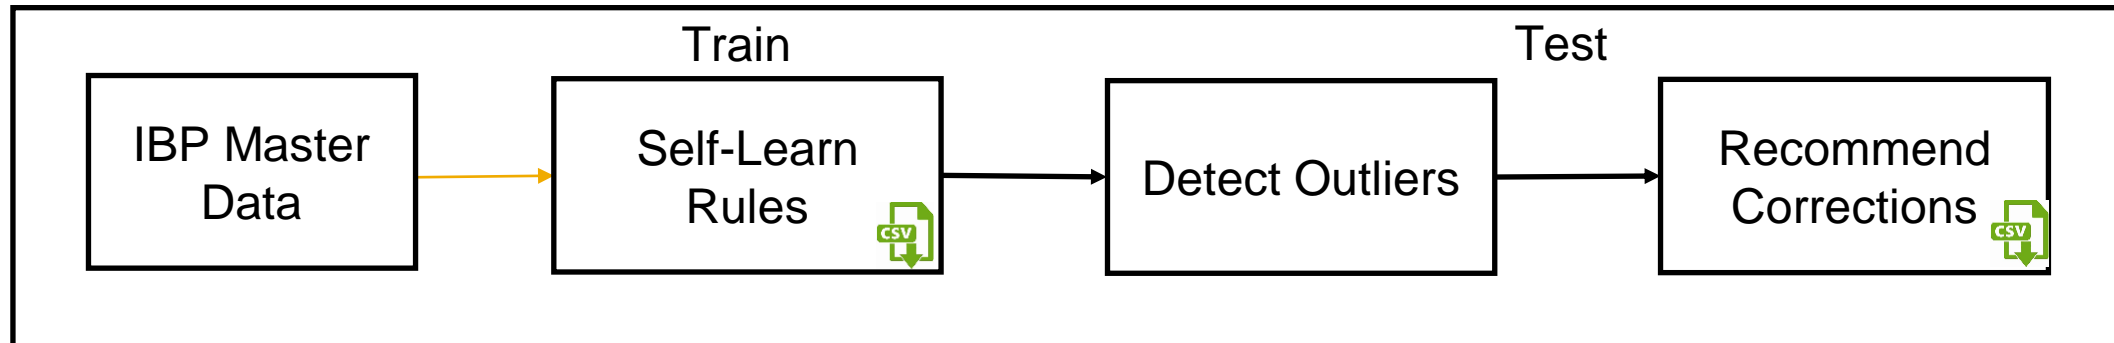 Train
Test
IBP Master
Data
Self-Learn
Rules
CSV
Detect Outliers
Recommend
Corrections
CSV